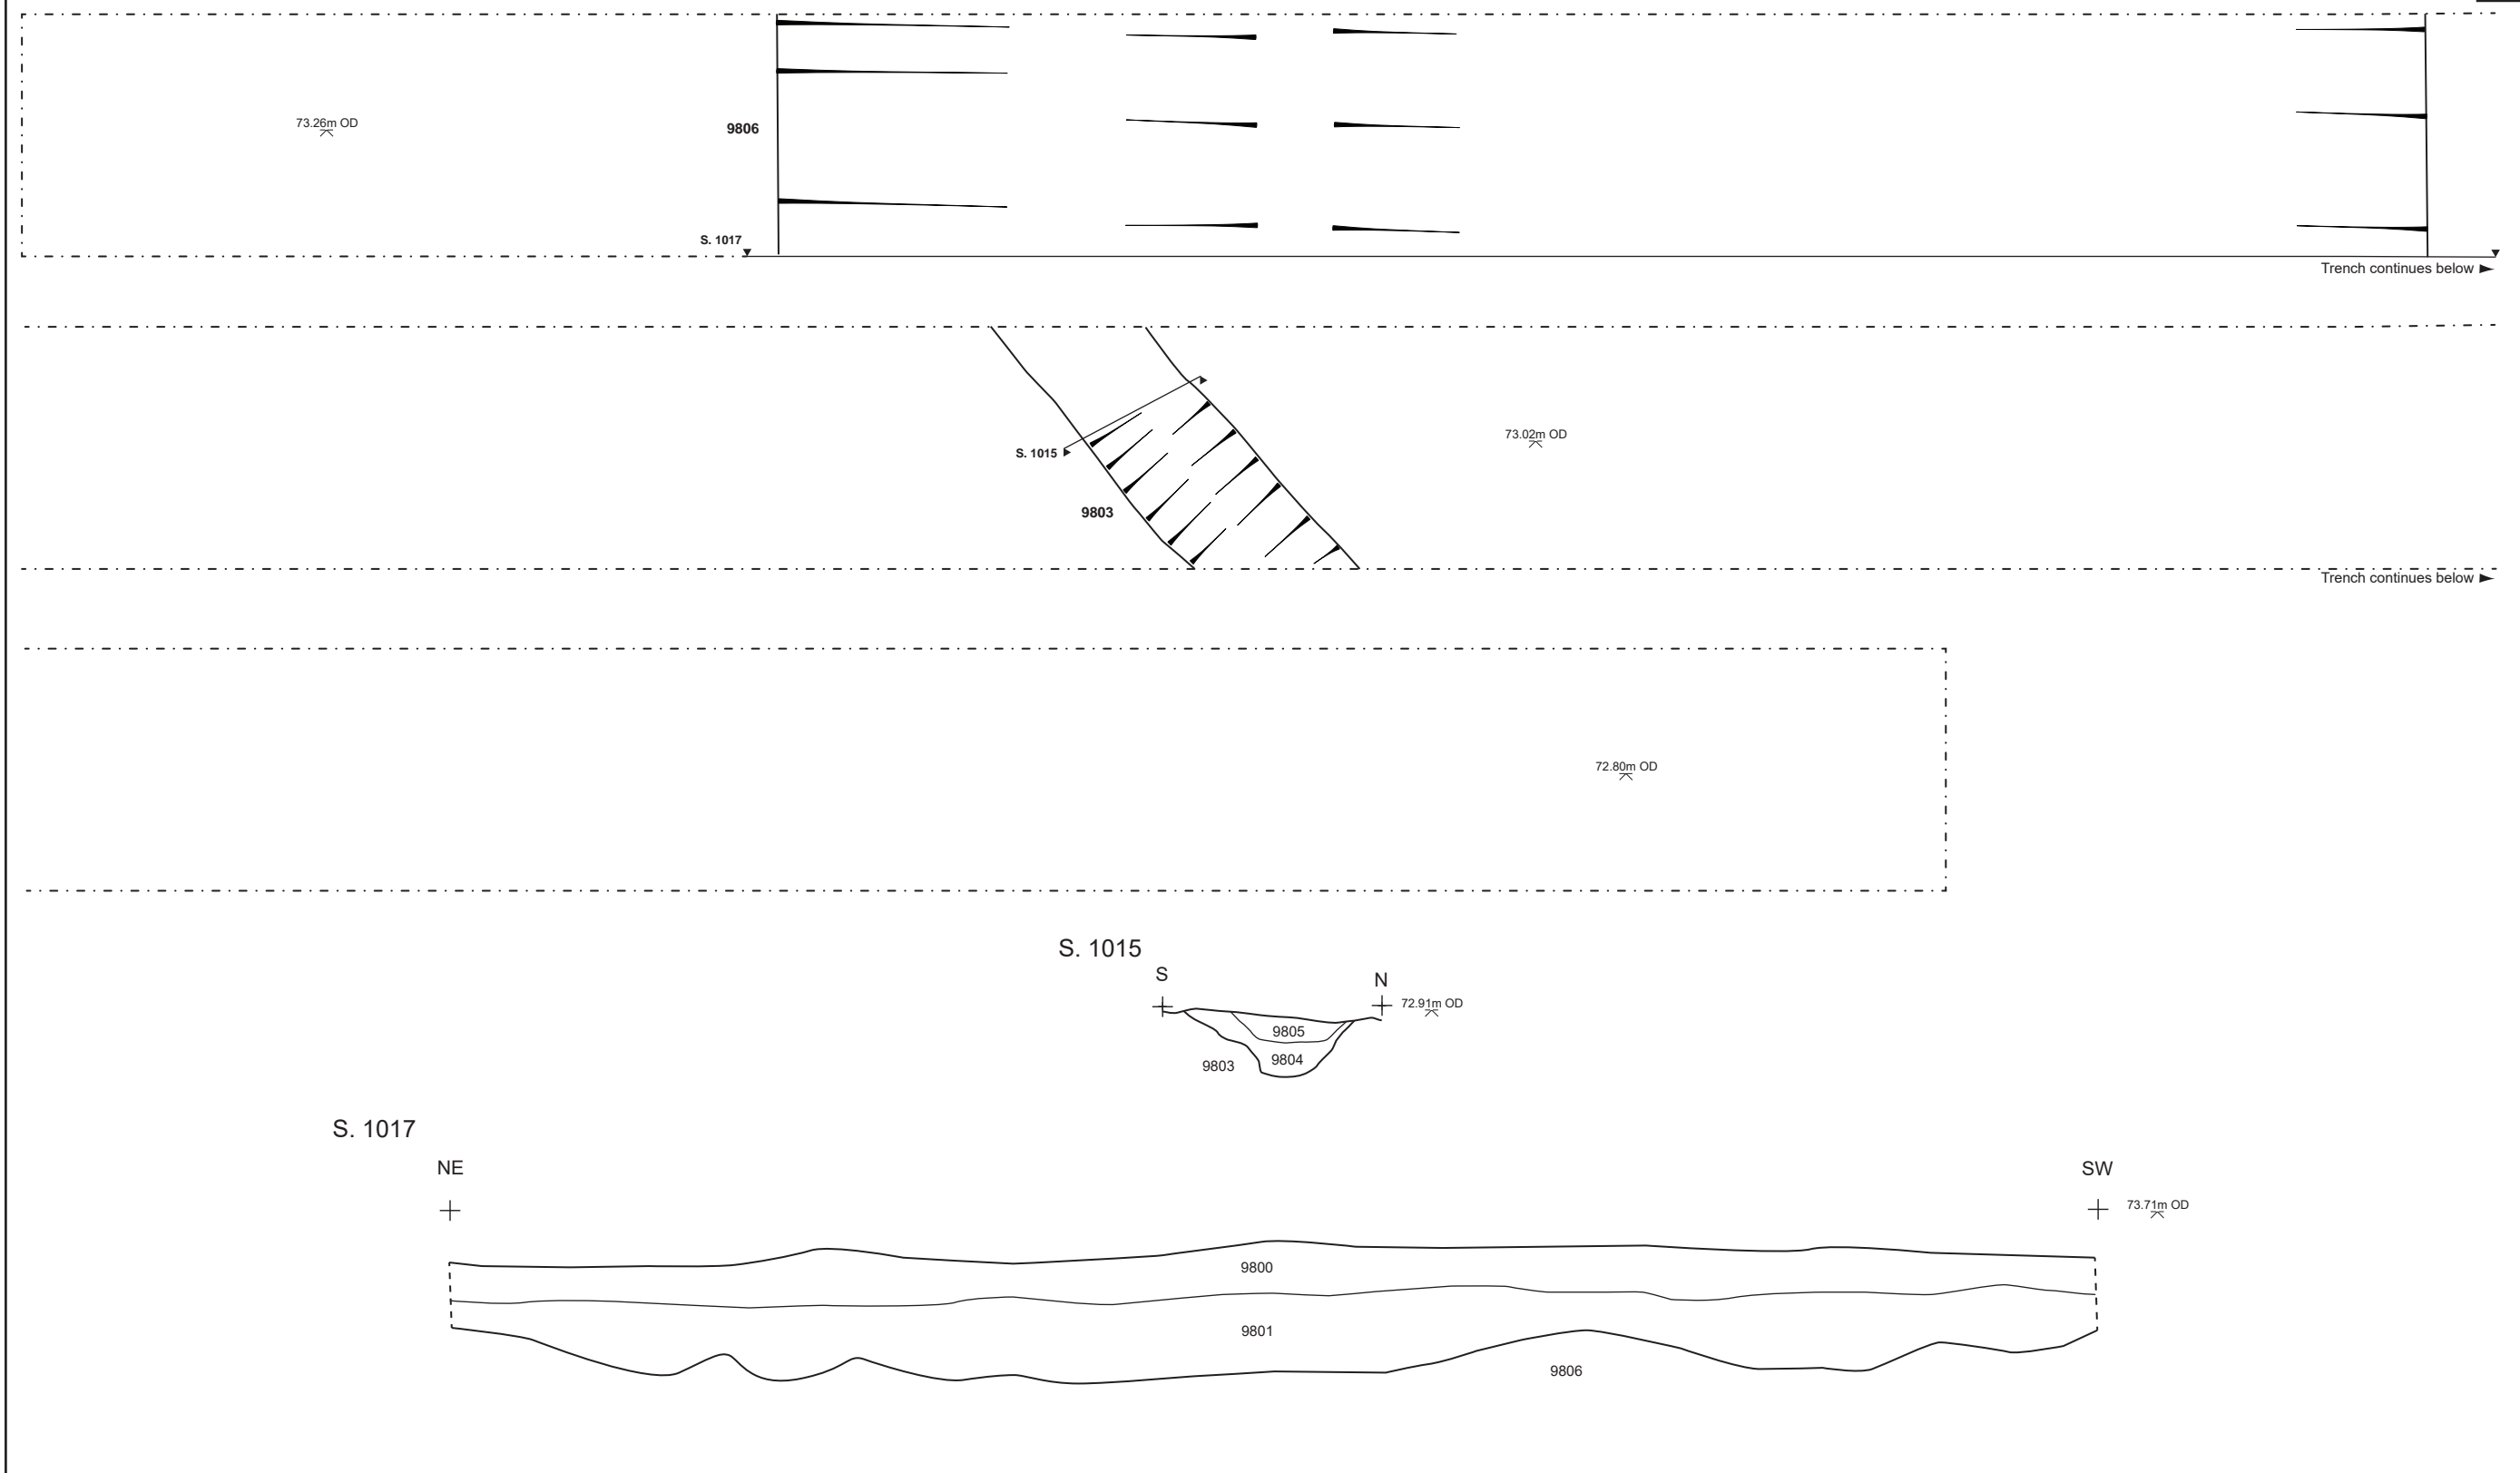 73.26m OD
9806
S. 1017
Trench continues below
73.02m OD
S. 1015
9803
Trench continues below
72.80m OD
S. 1015
S
N
72.91m OD
9805
9804
9803
S. 1017
NE
SW
73.71m OD
9800
9801
9806